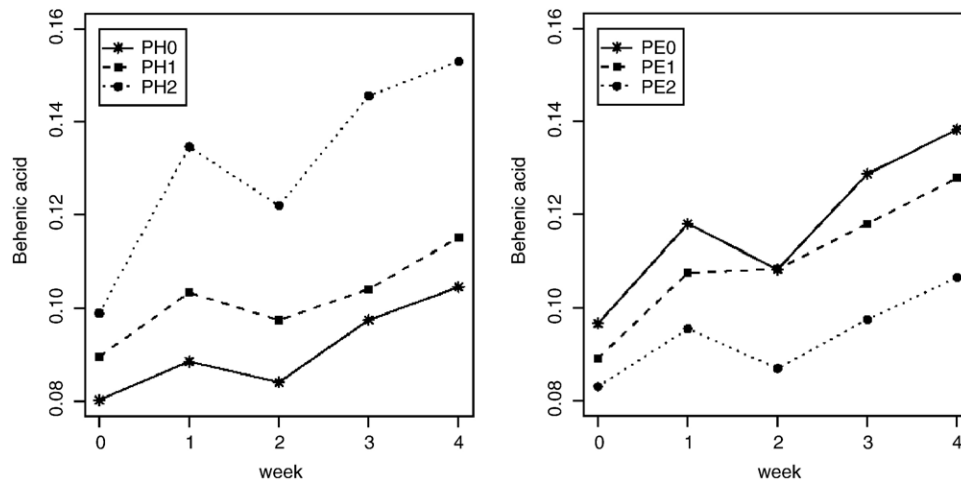 PH0
PH1
PH2
Behenic acid
0.16
0.14
0.12
0.10
0.08
0 1 2 3 4
week
PE0
PE1
PE2
Behenic acid
0.16
0.14
0.12
0.10
0.08
0 1 2 3 4
week